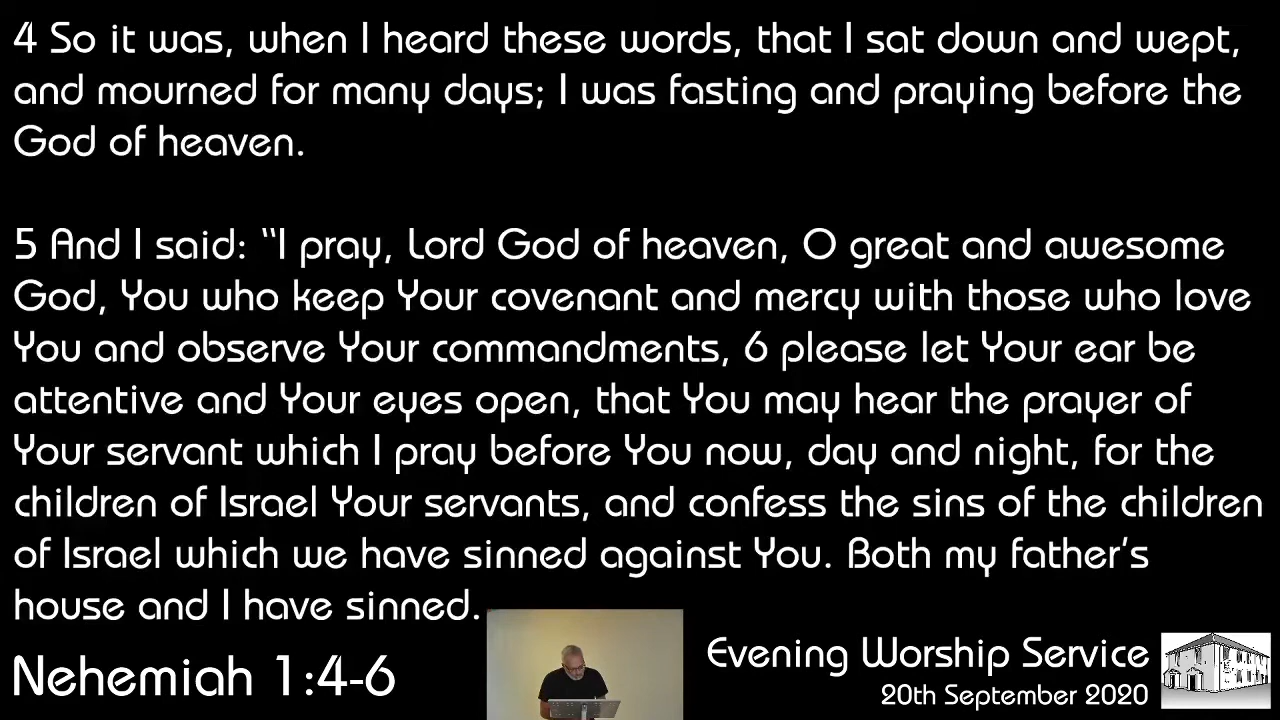 4 So it was, when I heard these words, that I sat down and wept,
and mourned for many days; I was fasting and praying before the
God of heaven.
5 And I said: “I pray, Lord God of heaven, O great and awesome
God, You who keep Your covenant and mercy with those who love
You and observe Your commandments, 6 please let Your ear be
attentive and Your eyes open, that You may hear the prayer of
Your servant which I pray before You now, day and night, for the
children of Israel Your servants, and confess the sins of the children
of Israel which we have sinned against You. Both my father’s
house and I have sinned.
Nehemiah 1:4-6
Evening Worship Service
20th September 2020